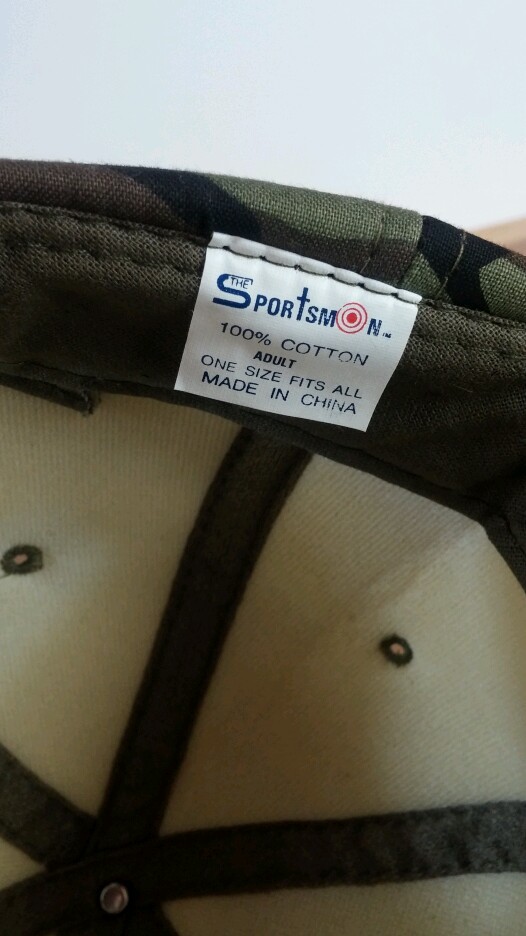 THE SPORTSMAN™
100% COTTON
ADULT
ONE SIZE FITS ALL
MADE IN CHINA